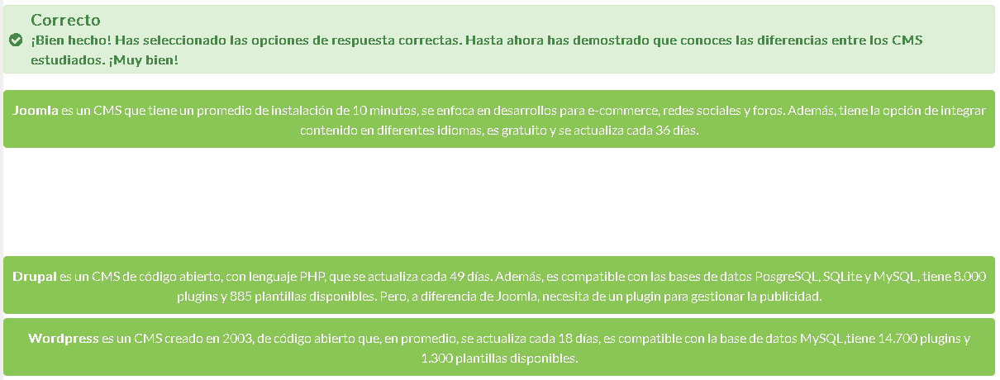 Correcto
¡Bien hecho! Has seleccionado las opciones de respuesta correctas. Hasta ahora has demostrado que conoces las diferencias entre los CMS
estudiados. ¡Muy bien!
Joomla es un CMS que tiene un promedio de instalación de 10 minutos, se enfoca en desarrollos para e-commerce, redes sociales y foros. Además, tiene la opción de integrar
contenido en diferentes idiomas, es gratuito y se actualiza cada 36 días.
Drupal es un CMS de código abierto, con lenguaje PHP, que se actualiza cada 49 días. Además, es compatible con las bases de datos PosgreSQL, SQLite y MySQL, tiene 8.000
plugins y 885 plantillas disponibles. Pero, a diferencia de Joomla, necesita de un plugin para gestionar la publicidad.
Wordpress es un CMS creado en 2003, de código abierto que, en promedio, se actualiza cada 18 días, es compatible con la base de datos MySQL,tiene 14.700 plugins y
1.300 plantillas disponibles.